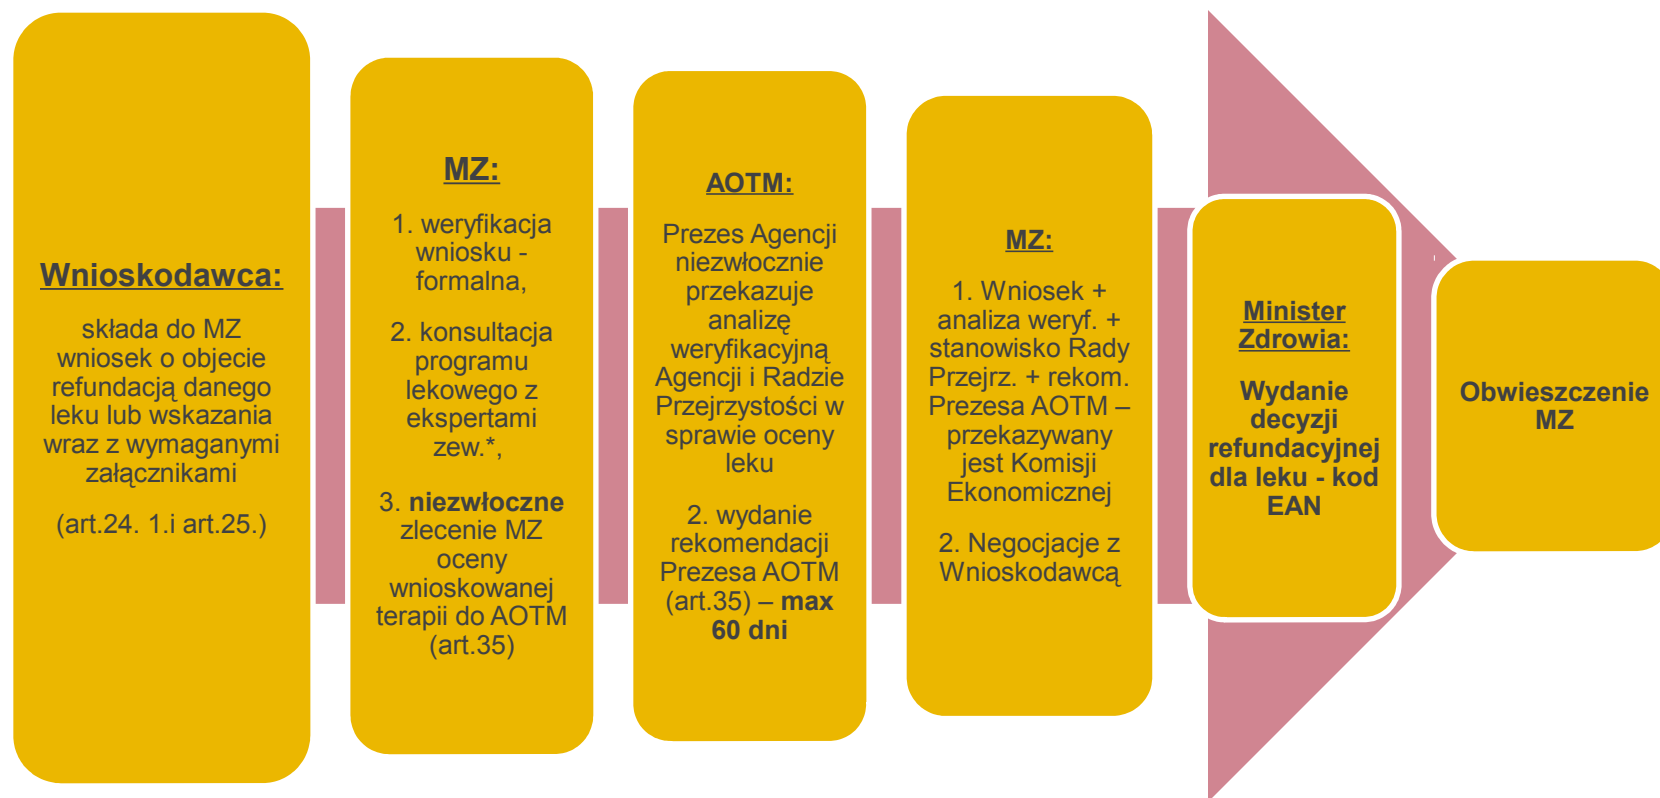 Wnioskodawca:
składa do MZ
wniosek o objecie
refundacją danego
leku lub wskazania
wraz z wymaganymi
załącznikami
(art.24. 1.i art.25.)
MZ:
1. weryfikacja
wniosku -
formalna,
2. konsultacja
programu
lekowego z
ekspertami
zew.*,
3. niezwłoczne
zlecenie MZ
oceny
wnioskowanej
terapii do AOTM
(art.35)
AOTM:
Prezes Agencji
niezwłocznie
przekazuje
analizę
weryfikacyjną
Agencji i Radzie
Przejrzystości w
sprawie oceny
leku
2. wydanie
rekomendacji
Prezesa AOTM
(art.35) – max
60 dni
MZ:
1. Wniosek +
analiza weryf. +
stanowisko Rady
Przejrz. + rekom.
Prezesa AOTM –
przekazywany
jest Komisji
Ekonomicznej
2. Negocjacje z
Wnioskodawcą
Minister
Zdrowia:
Wydanie
decyzji
refundacyjnej
dla leku - kod
EAN
Obwieszczenie
MZ